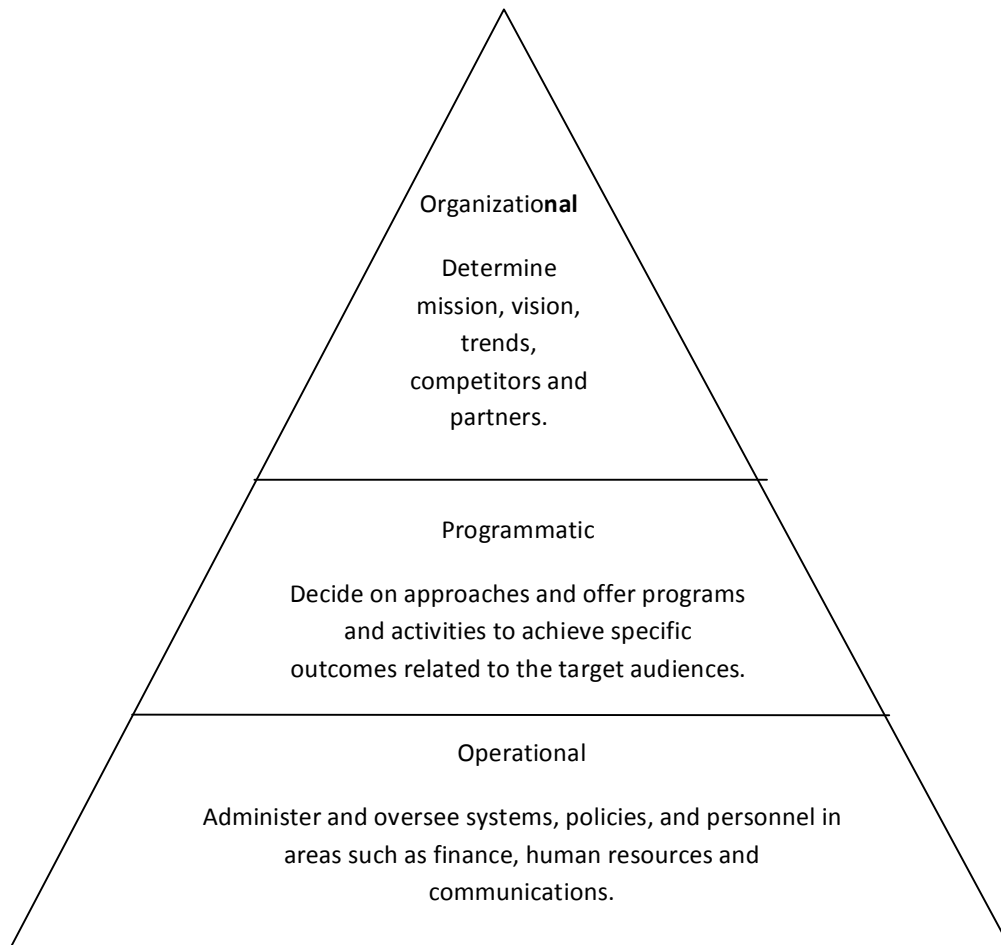 Organizational
Determine
mission, vision,
trends,
competitors and
partners.
Programmatic
Decide on approaches and offer programs
and activities to achieve specific
outcomes related to the target audiences.
Operational
Administer and oversee systems, policies, and personnel in
areas such as finance, human resources and
communications.